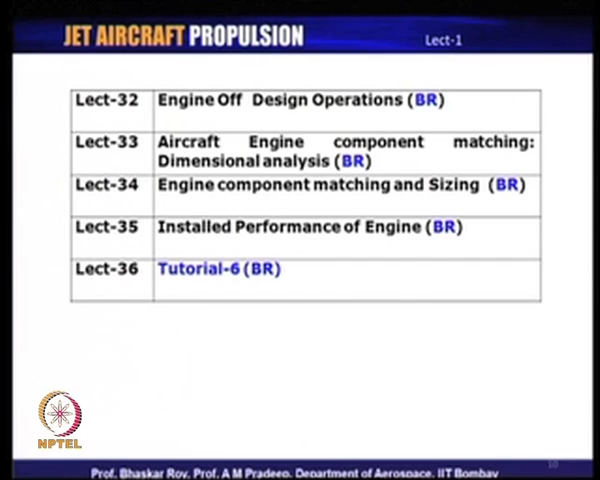 JET AIRCRAFT PROPULSION
Lect-1
Lect-32 Engine Off Design Operations (BR)
Lect-33 Aircraft Engine component matching:
Dimensional analysis (BR)
Lect-34 Engine component matching and Sizing (BR)
Lect-35 Installed Performance of Engine (BR)
Lect-36 Tutorial-6 (BR)
NPTEL
10
Prof. Bhaskar Roy, Prof. A M Pradeep, Department of Aerospace, IIT Bombay